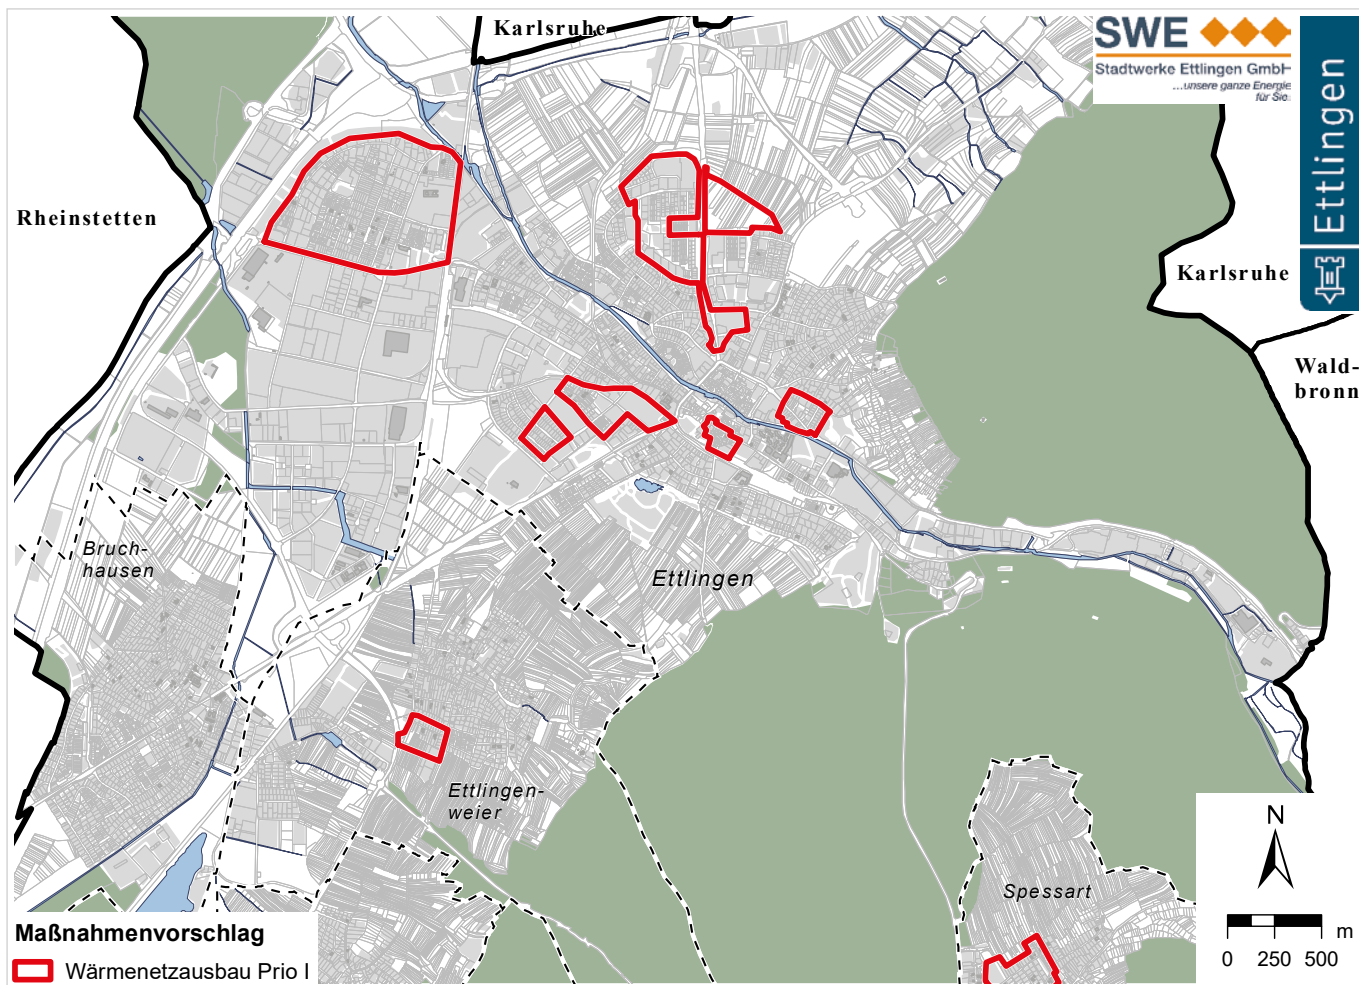 Karlsruhe
SWE
Stadtwerke Ettlingen GmbH
...unsere ganze Energie
für Sie.
Ettlingen
Rheinstetten
Karlsruhe
Wald-
bronn
Bruch-
hausen
Ettlingen
Ettlingen-
weier
Spessart
N
m
0 250 500
Maßnahmenvorschlag
Wärmenetzausbau Prio I